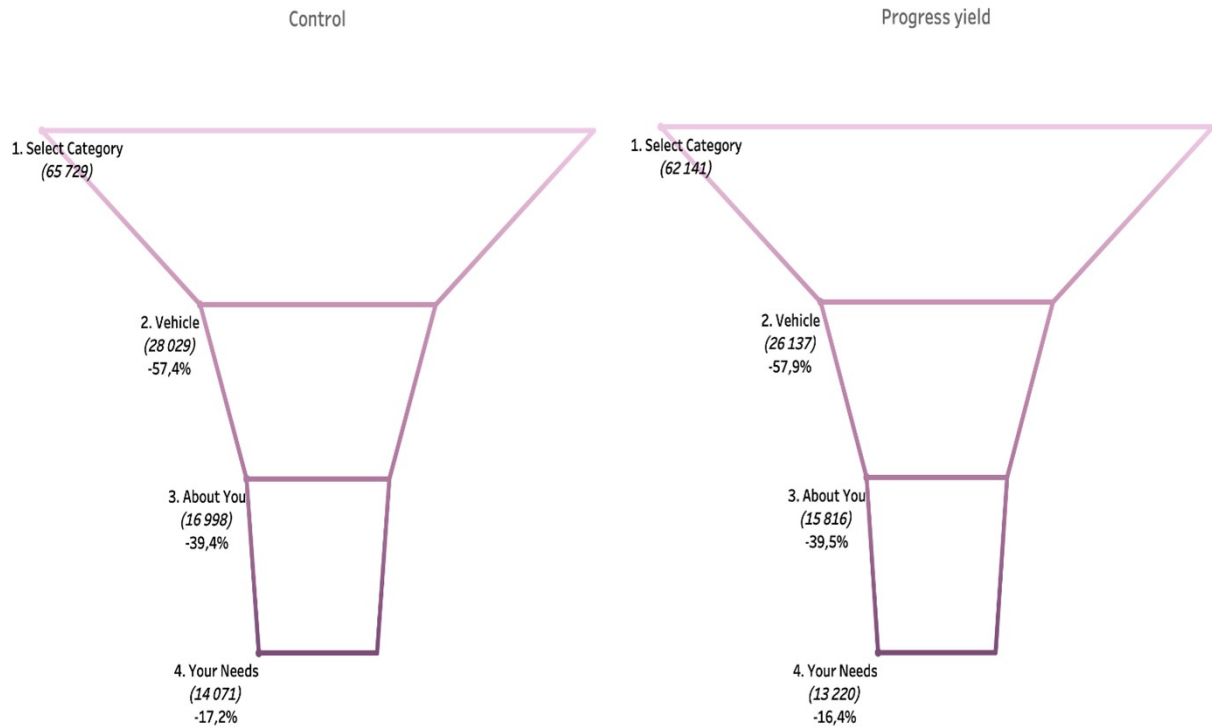 Control
1. Select Category
(65 729)
2. Vehicle
(28 029)
-57,4%
3. About You
(16 998)
-39,4%
4. Your Needs
(14 071)
-17,2%
Progress yield
1. Select Category
(62 141)
2. Vehicle
(26 137)
-57,9%
3. About You
(15 816)
-39,5%
4. Your Needs
(13 220)
-16,4%